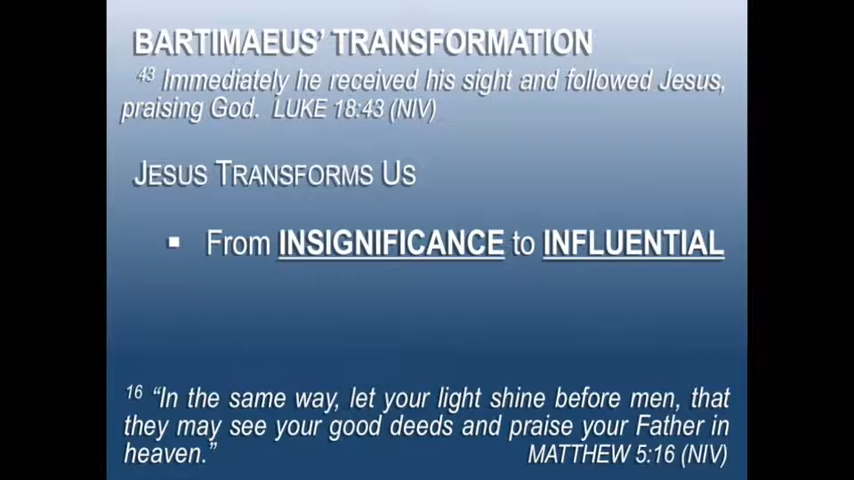 BARTIMAEUS' TRANSFORMATION
43 Immediately he received his sight and followed Jesus,
praising God. LUKE 18:43 (NIV)
JESUS TRANSFORMS US
▪ From INSIGNIFICANCE to INFLUENTIAL
16 “In the same way, let your light shine before men, that
they may see your good deeds and praise your Father in
heaven.” MATTHEW 5:16 (NIV)